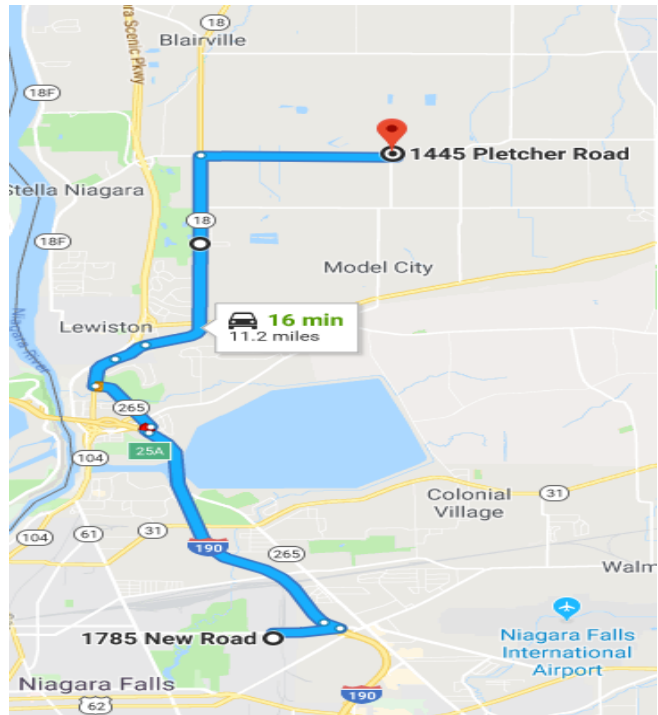 18
Blairville
ra Scenic Pkwy
18F
1445 Pletcher Road
Stella Niagara
18
18F
Model City
Niagara River
16 min
11.2 miles
Lewiston
265
25A
104
Colonial
Village
31
31
61
104
190
265
Walm
1785 New Road
Niagara Falls
International
Airport
Niagara Falls
190
62